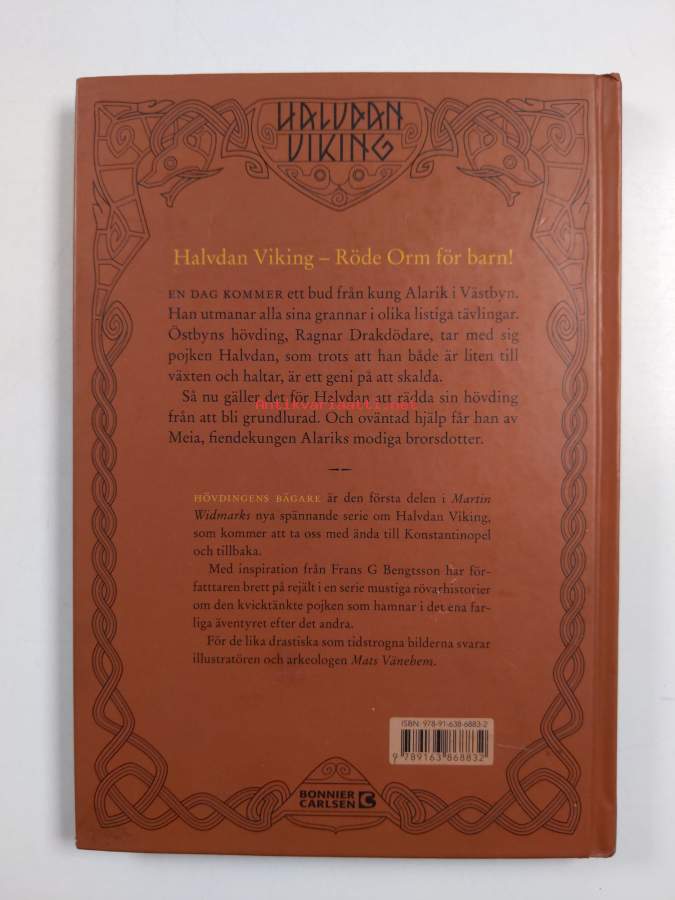 HALVDAN
VIKING
Halvdan Viking – Röde Orm för barn!
EN DAG KOMMER ett bud från kung Alarik i Västbyn.
Han utmanar alla sina grannar i olika listiga tävlingar.
Östbyns hövding, Ragnar Drakdödare, tar med sig
pojken Halvdan, som trots att han både är liten till
växten och haltar, är ett geni på att skalda.
Så nu gäller det för Halvdan att rädda sin hövding
Antikvariaatti.net
från att bli grundlurad. Och oväntad hjälp får han av
Meia, fiendekungen Alariks modiga brorsdotter.
HÖVDINGENS BÄGARE är den första delen i Martin
Widmarks nya spännande serie om Halvdan Viking,
som kommer att ta oss med ända till Konstantinopel
och tillbaka.
Med inspiration från Frans G Bengtsson har för-
fatttaren brett på rejält i en serie mustiga rövarhistorier
om den kvicktänkte pojken som hamnar i det ena far-
liga äventyret efter det andra.
För de lika drastiska som tidstrogna bilderna svarar
illustratören och arkeologen Mats Vänehem.
ISBN: 978-91-638-6883-2
9 789163 868832
BONNIER
CARLSEN